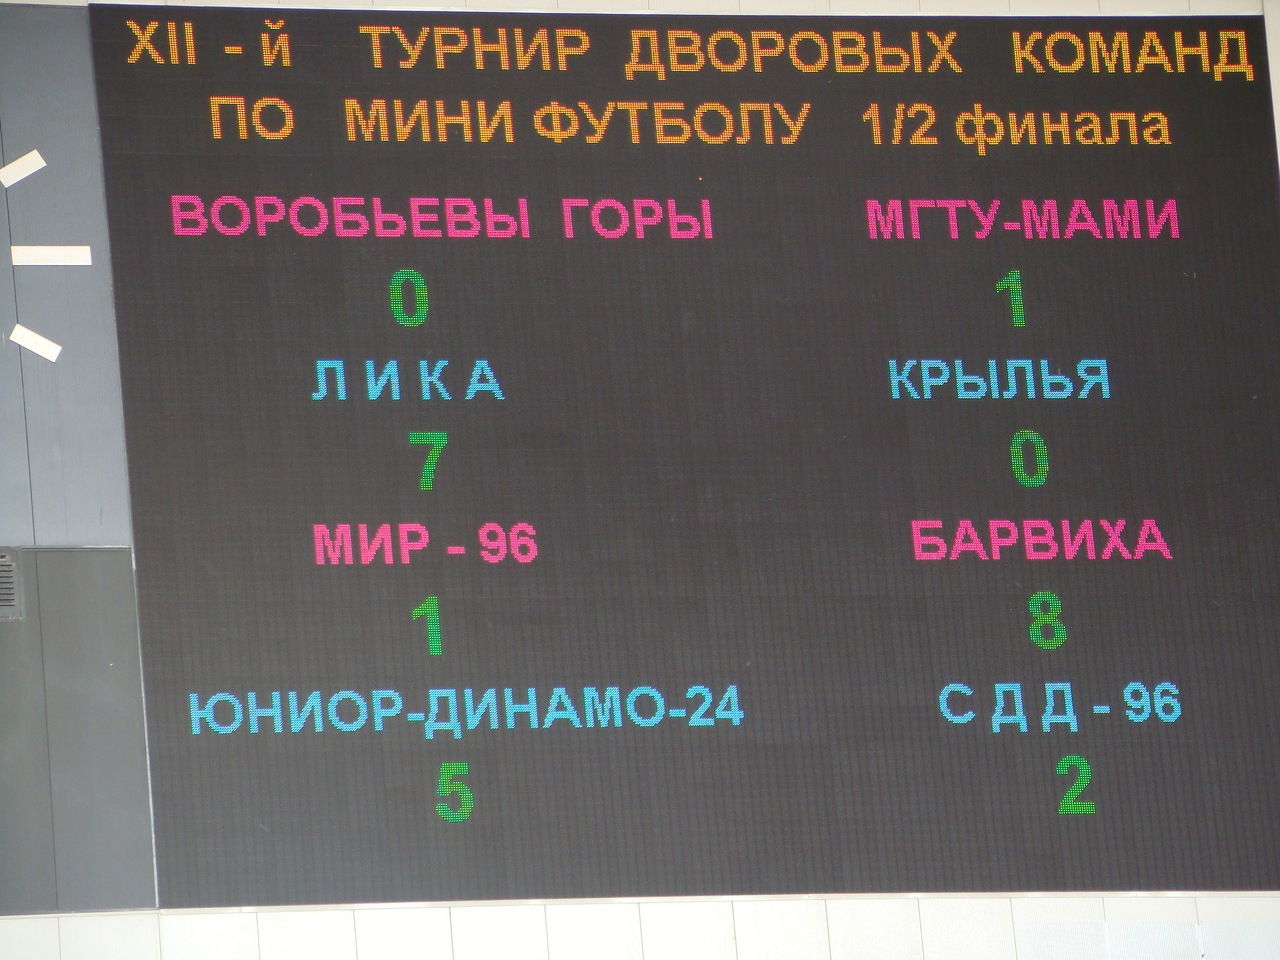 XII - й ТУРНИР ДВОРОВЫХ КОМАНД
ПО МИНИ ФУТБОЛУ 1/2 финала
ВОРОБЬЕВЫ ГОРЫ МГТУ-МАМИ
0 1
Л И К А КРЫЛЬЯ
7 0
МИР - 96 БАРВИХА
1 8
ЮНИОР-ДИНАМО-24 С Д Д - 96
5 2